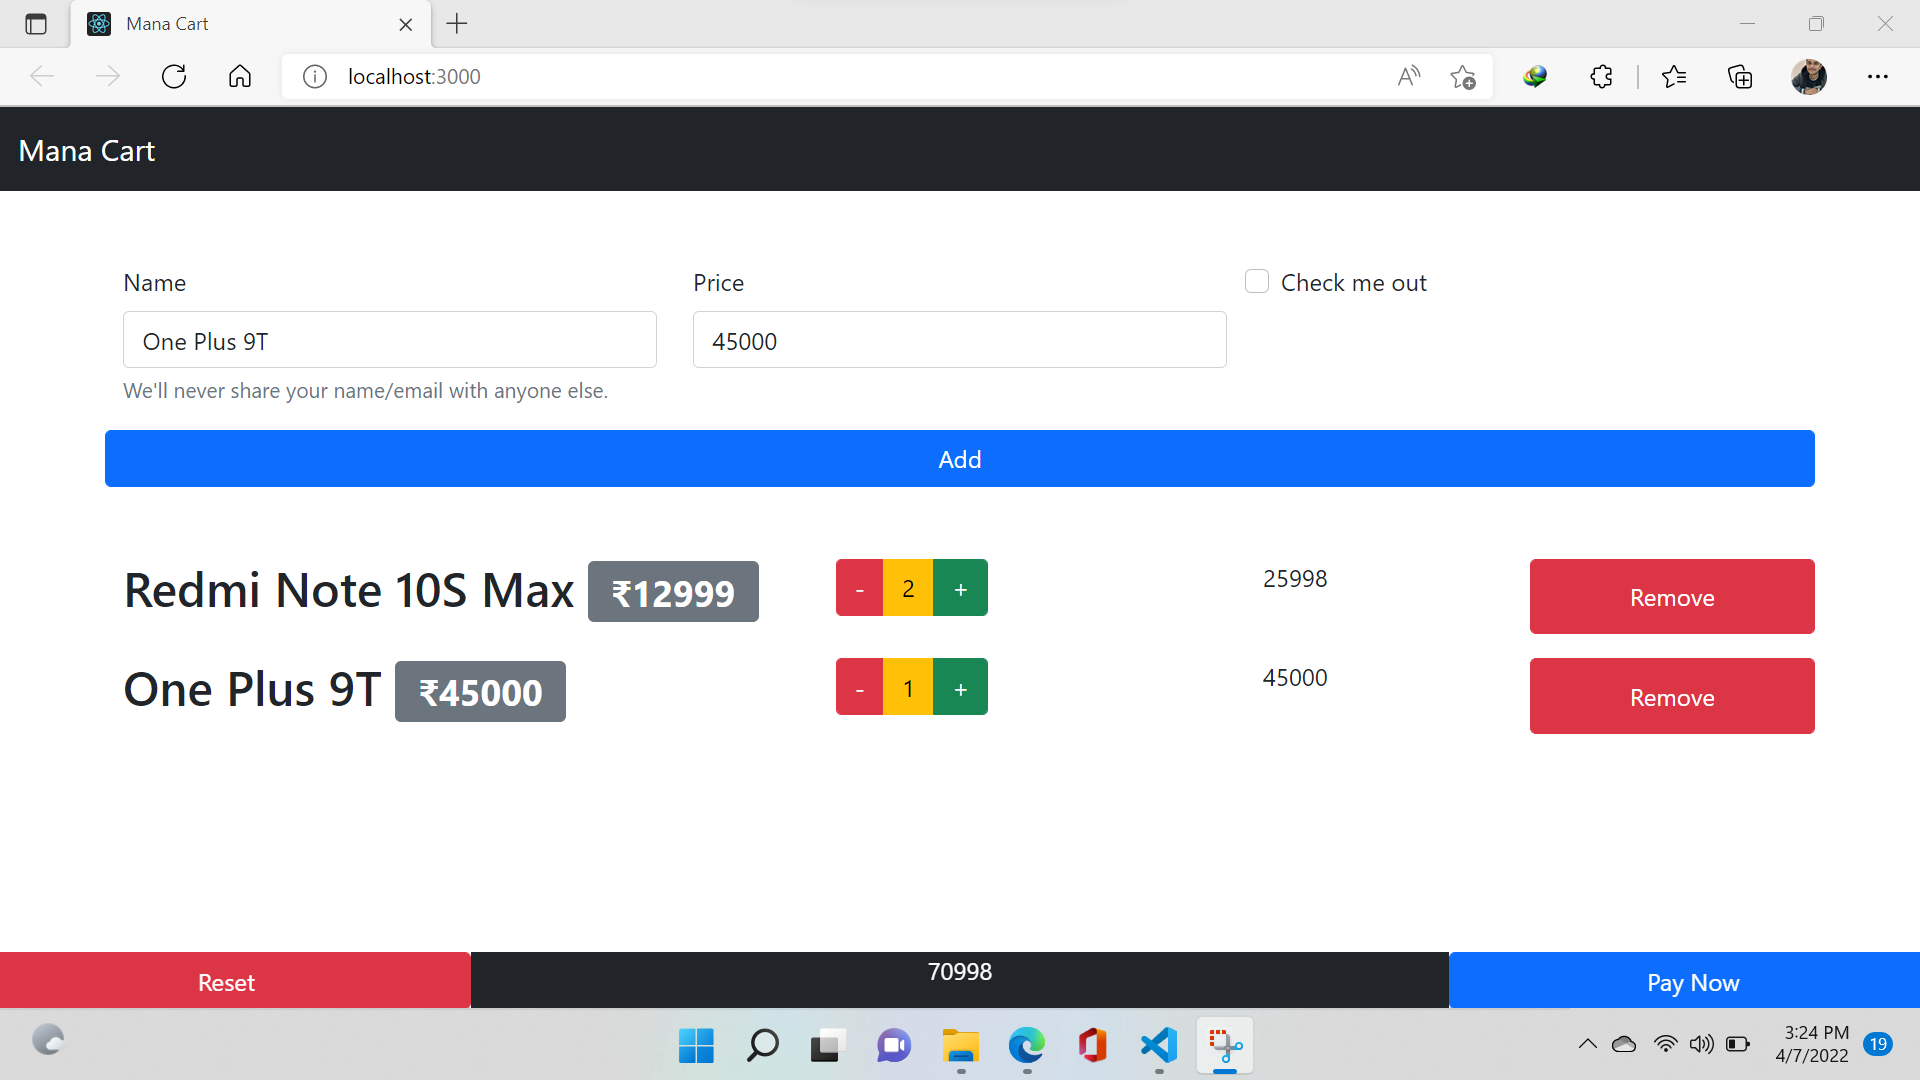 Mana Cart
localhost:3000
Mana Cart
Name
Price
Check me out
One Plus 9T
45000
We'll never share your name/email with anyone else.
Add
Redmi Note 10S Max ₹12999
- 2 +
25998
Remove
One Plus 9T ₹45000
- 1 +
45000
Remove
Reset
70998
Pay Now
3:24 PM
4/7/2022
19